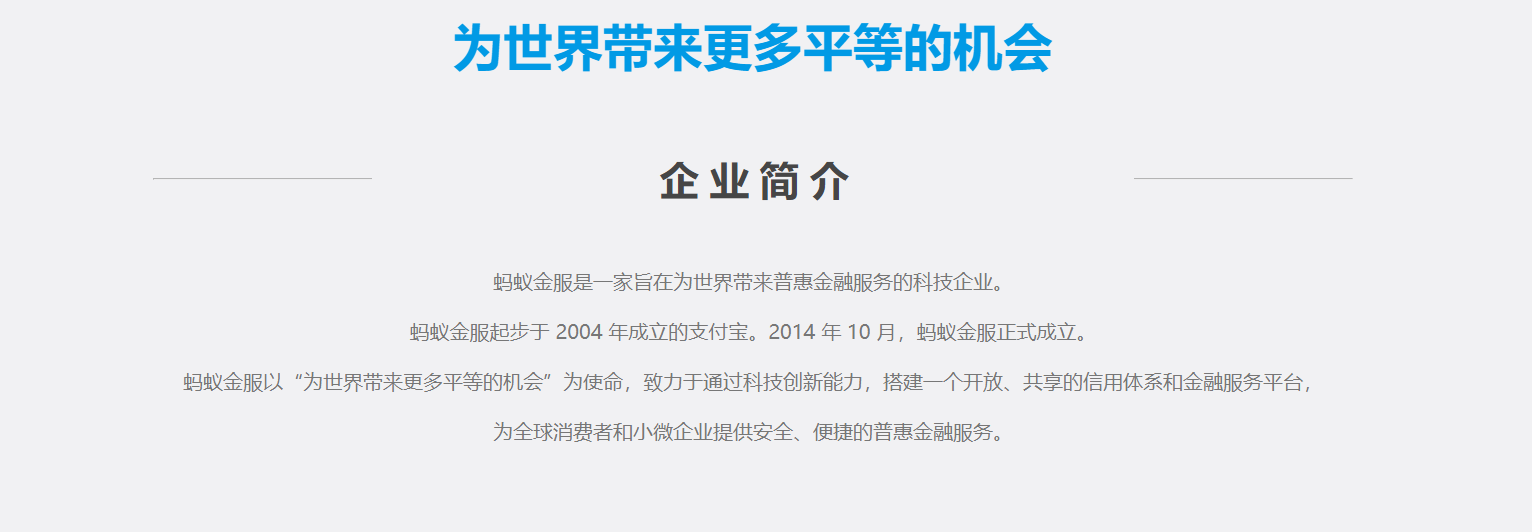 为世界带来更多平等的机会
企业简介
蚂蚁金服是一家旨在为世界带来普惠金融服务的科技企业。
蚂蚁金服起步于 2004 年成立的支付宝。2014 年 10 月，蚂蚁金服正式成立。
蚂蚁金服以“为世界带来更多平等的机会”为使命，致力于通过科技创新能力，搭建一个开放、共享的信用体系和金融服务平台，
为全球消费者和小微企业提供安全、便捷的普惠金融服务。